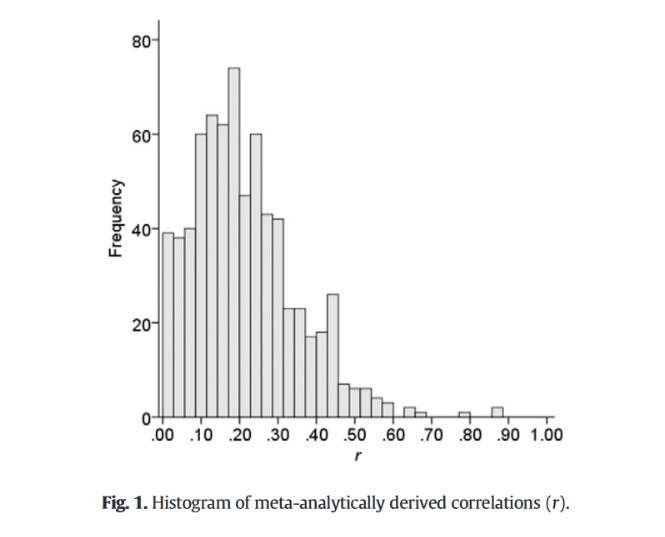 80
60
40
20
0
Frequency
.00 .10 .20 .30 .40 .50 .60 .70 .80 .90 1.00
r
Fig. 1. Histogram of meta-analytically derived correlations (r).